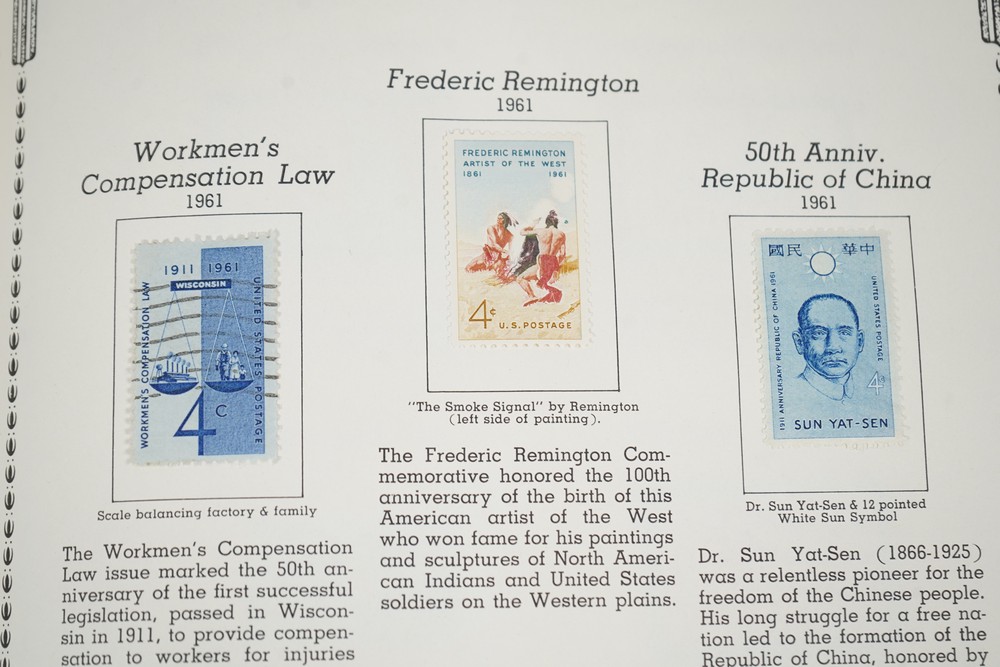 Workmen's
Compensation Law
1961
1911 1961
WISCONSIN
WORKMEN'S COMPENSATION LAW
UNITED STATES POSTAGE
4c
Scale balancing factory & family
The Workmen's Compensation
Law issue marked the 50th an-
niversary of the first successful
legislation, passed in Wiscon-
sin in 1911, to provide compen-
sation to workers for injuries
Frederic Remington
1961
FREDERIC REMINGTON
ARTIST OF THE WEST
1861 1961
4¢ U.S. POSTAGE
"The Smoke Signal" by Remington
(left side of painting).
The Frederic Remington Com-
memorative honored the 100th
anniversary of the birth of this
American artist of the West
who won fame for his paintings
and sculptures of North Ameri-
can Indians and United States
soldiers on the Western plains.
50th Anniv.
Republic of China
1961
國民 華中
1911 ANNIVERSARY REPUBLIC OF CHINA 1961
UNITED STATES POSTAGE
4¢
SUN YAT-SEN
Dr. Sun Yat-Sen & 12 pointed
White Sun Symbol
Dr. Sun Yat-Sen (1866-1925)
was a relentless pioneer for the
freedom of the Chinese people.
His long struggle for a free na-
tion led to the formation of the
Republic of China, honored by